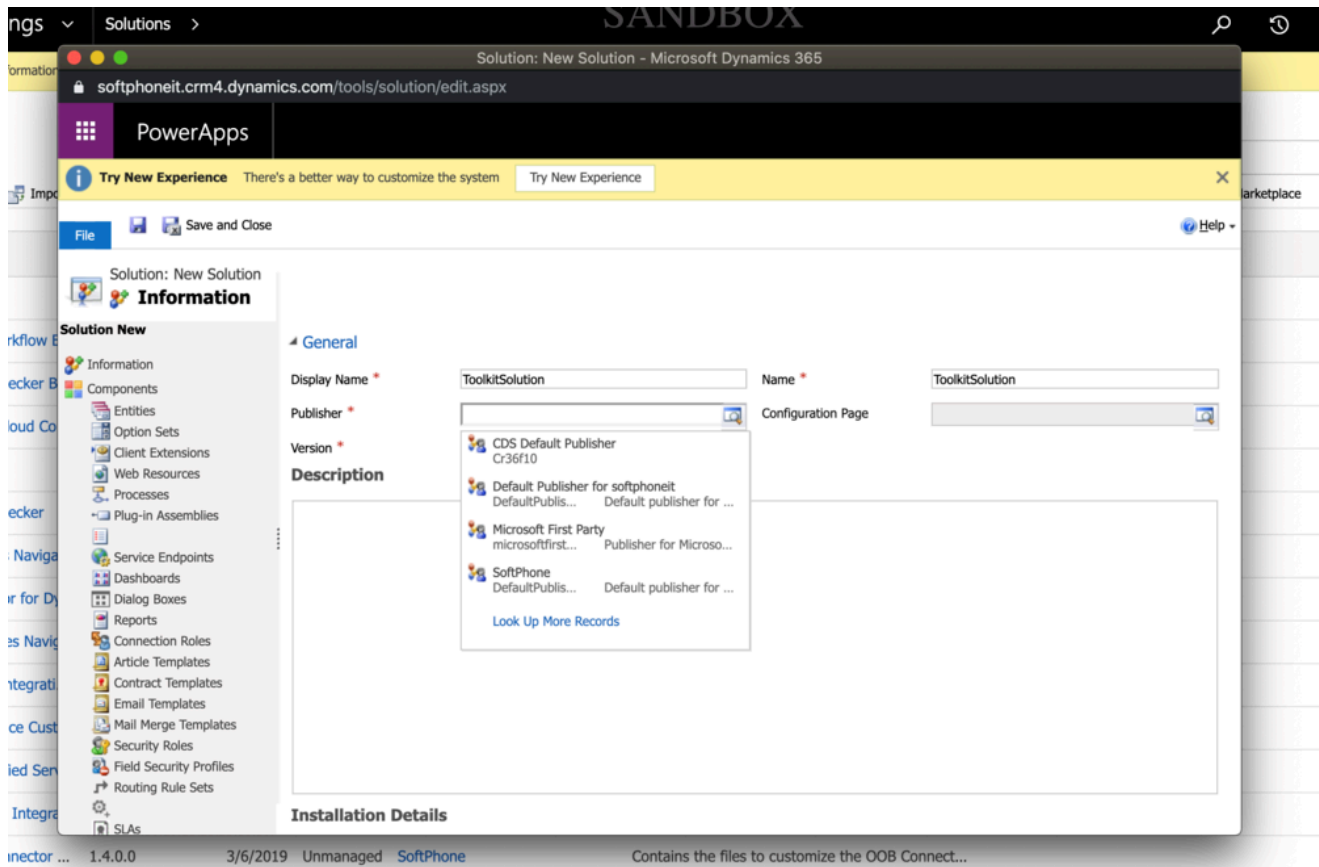 SANDBOX
ngs Solutions >
Solution: New Solution - Microsoft Dynamics 365
softphoneit.crm4.dynamics.com/tools/solution/edit.aspx
PowerApps
Try New Experience There's a better way to customize the system Try New Experience
Impo
arketplace
File Save and Close Help
Solution: New Solution
Information
Solution New
Information
Components
Entities
Option Sets
Client Extensions
Web Resources
Processes
Plug-in Assemblies
Service Endpoints
Dashboards
Dialog Boxes
Reports
Connection Roles
Article Templates
Contract Templates
Email Templates
Mail Merge Templates
Security Roles
Field Security Profiles
Routing Rule Sets
SLAs
General
Display Name * ToolkitSolution Name * ToolkitSolution
Publisher * Configuration Page
Version *
CDS Default Publisher
Cr36f10
Default Publisher for softphoneit
DefaultPublis... Default publisher for ...
Microsoft First Party
microsoftfirst... Publisher for Microso...
SoftPhone
DefaultPublis... Default publisher for ...
Look Up More Records
Description
Installation Details
ormation
rkflow E
ecker B
loud Co
ecker
s Naviga
or for Dy
es Navig
ntegrati
ce Cust
ied Serv
Integra
nnector ... 1.4.0.0 3/6/2019 Unmanaged SoftPhone Contains the files to customize the OOB Connect...